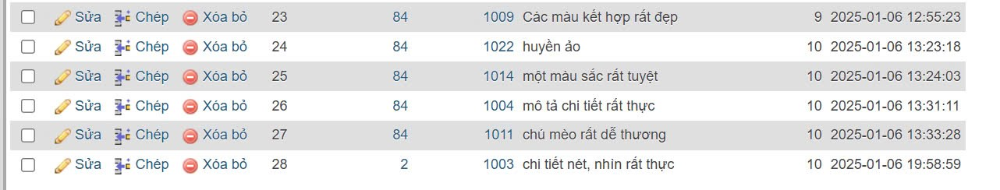 Sửa Chép Xóa bỏ 23 84 1009 Các màu kết hợp rất đẹp 9 2025-01-06 12:55:23
Sửa Chép Xóa bỏ 24 84 1022 huyền ảo 10 2025-01-06 13:23:18
Sửa Chép Xóa bỏ 25 84 1014 một màu sắc rất tuyệt 10 2025-01-06 13:24:03
Sửa Chép Xóa bỏ 26 84 1004 mô tả chi tiết rất thực 10 2025-01-06 13:31:11
Sửa Chép Xóa bỏ 27 84 1011 chú mèo rất dễ thương 10 2025-01-06 13:33:28
Sửa Chép Xóa bỏ 28 2 1003 chi tiết nét, nhìn rất thực 10 2025-01-06 19:58:59